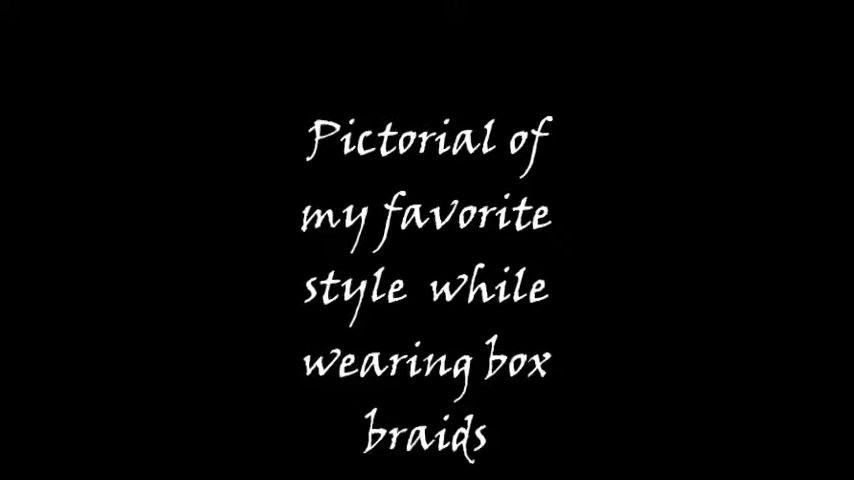 Pictorial of
my favorite
style while
wearing box
braids